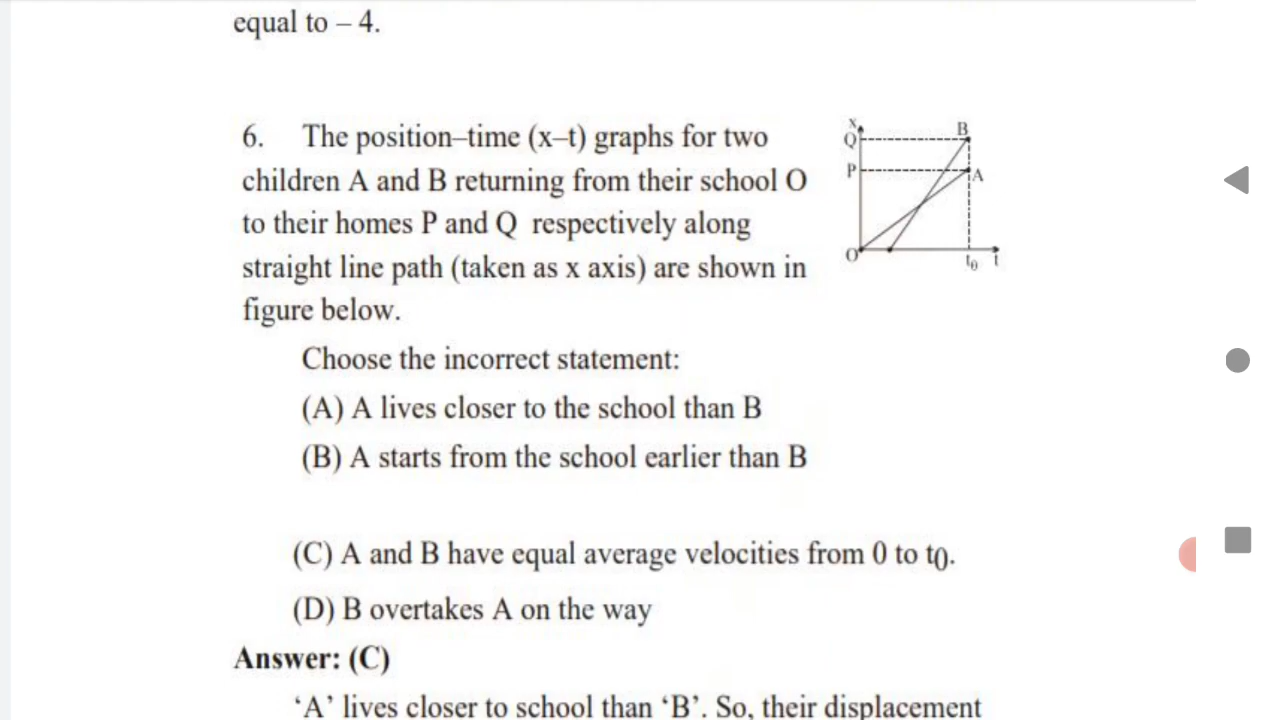 equal to – 4.
6. The position–time (x–t) graphs for two
children A and B returning from their school O
to their homes P and Q respectively along
straight line path (taken as x axis) are shown in
figure below.
x
Q
B
P
A
O
t0
t
Choose the incorrect statement:
(A) A lives closer to the school than B
(B) A starts from the school earlier than B
(C) A and B have equal average velocities from 0 to t0.
(D) B overtakes A on the way
Answer: (C)
‘A’ lives closer to school than ‘B’. So, their displacement